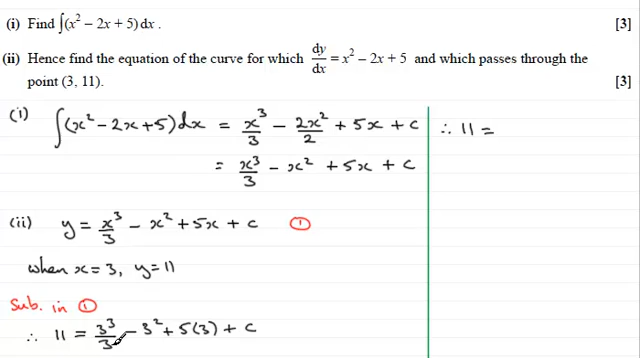 (i) Find ∫(x² − 2x + 5) dx . [3]
(ii) Hence find the equation of the curve for which dy/dx = x² − 2x + 5 and which passes through the
point (3, 11). [3]
(i) ∫(x² − 2x + 5) dx = x³/3 − 2x²/2 + 5x + c
= x³/3 − x² + 5x + c
(ii) y = x³/3 − x² + 5x + c ①
when x = 3, y = 11
Sub. in ①
∴ 11 = 3³/3 − 3² + 5(3) + c
∴ 11 =